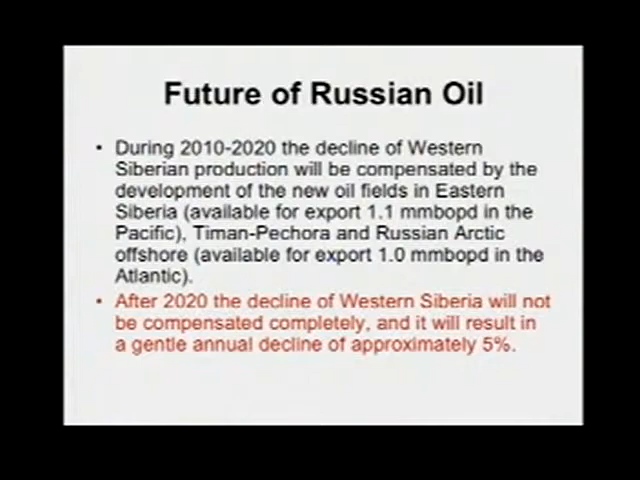 Future of Russian Oil
• During 2010-2020 the decline of Western
Siberian production will be compensated by the
development of the new oil fields in Eastern
Siberia (available for export 1.1 mmbopd in the
Pacific), Timan-Pechora and Russian Arctic
offshore (available for export 1.0 mmbopd in the
Atlantic).
• After 2020 the decline of Western Siberia will not
be compensated completely, and it will result in
a gentle annual decline of approximately 5%.